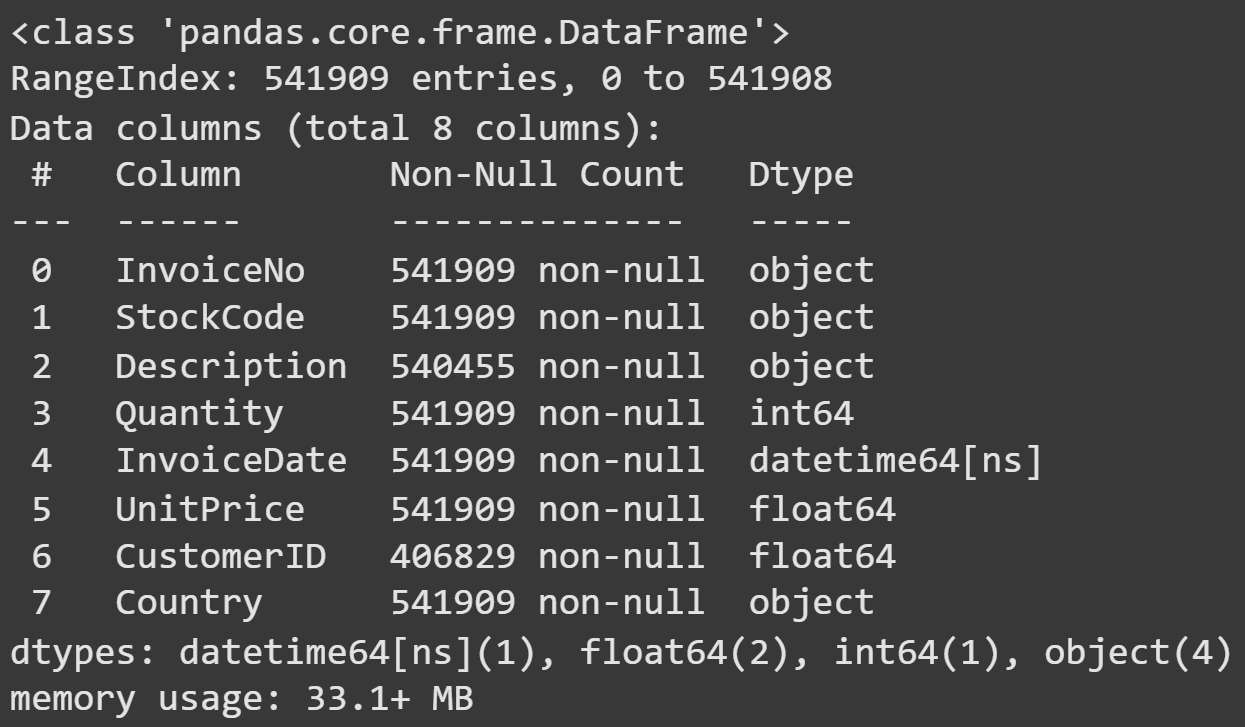 <class 'pandas.core.frame.DataFrame'>
RangeIndex: 541909 entries, 0 to 541908
Data columns (total 8 columns):
 #   Column       Non-Null Count   Dtype
---  ------       --------------   -----
 0   InvoiceNo    541909 non-null  object
 1   StockCode    541909 non-null  object
 2   Description  540455 non-null  object
 3   Quantity     541909 non-null  int64
 4   InvoiceDate  541909 non-null  datetime64[ns]
 5   UnitPrice    541909 non-null  float64
 6   CustomerID   406829 non-null  float64
 7   Country      541909 non-null  object
dtypes: datetime64[ns](1), float64(2), int64(1), object(4)
memory usage: 33.1+ MB